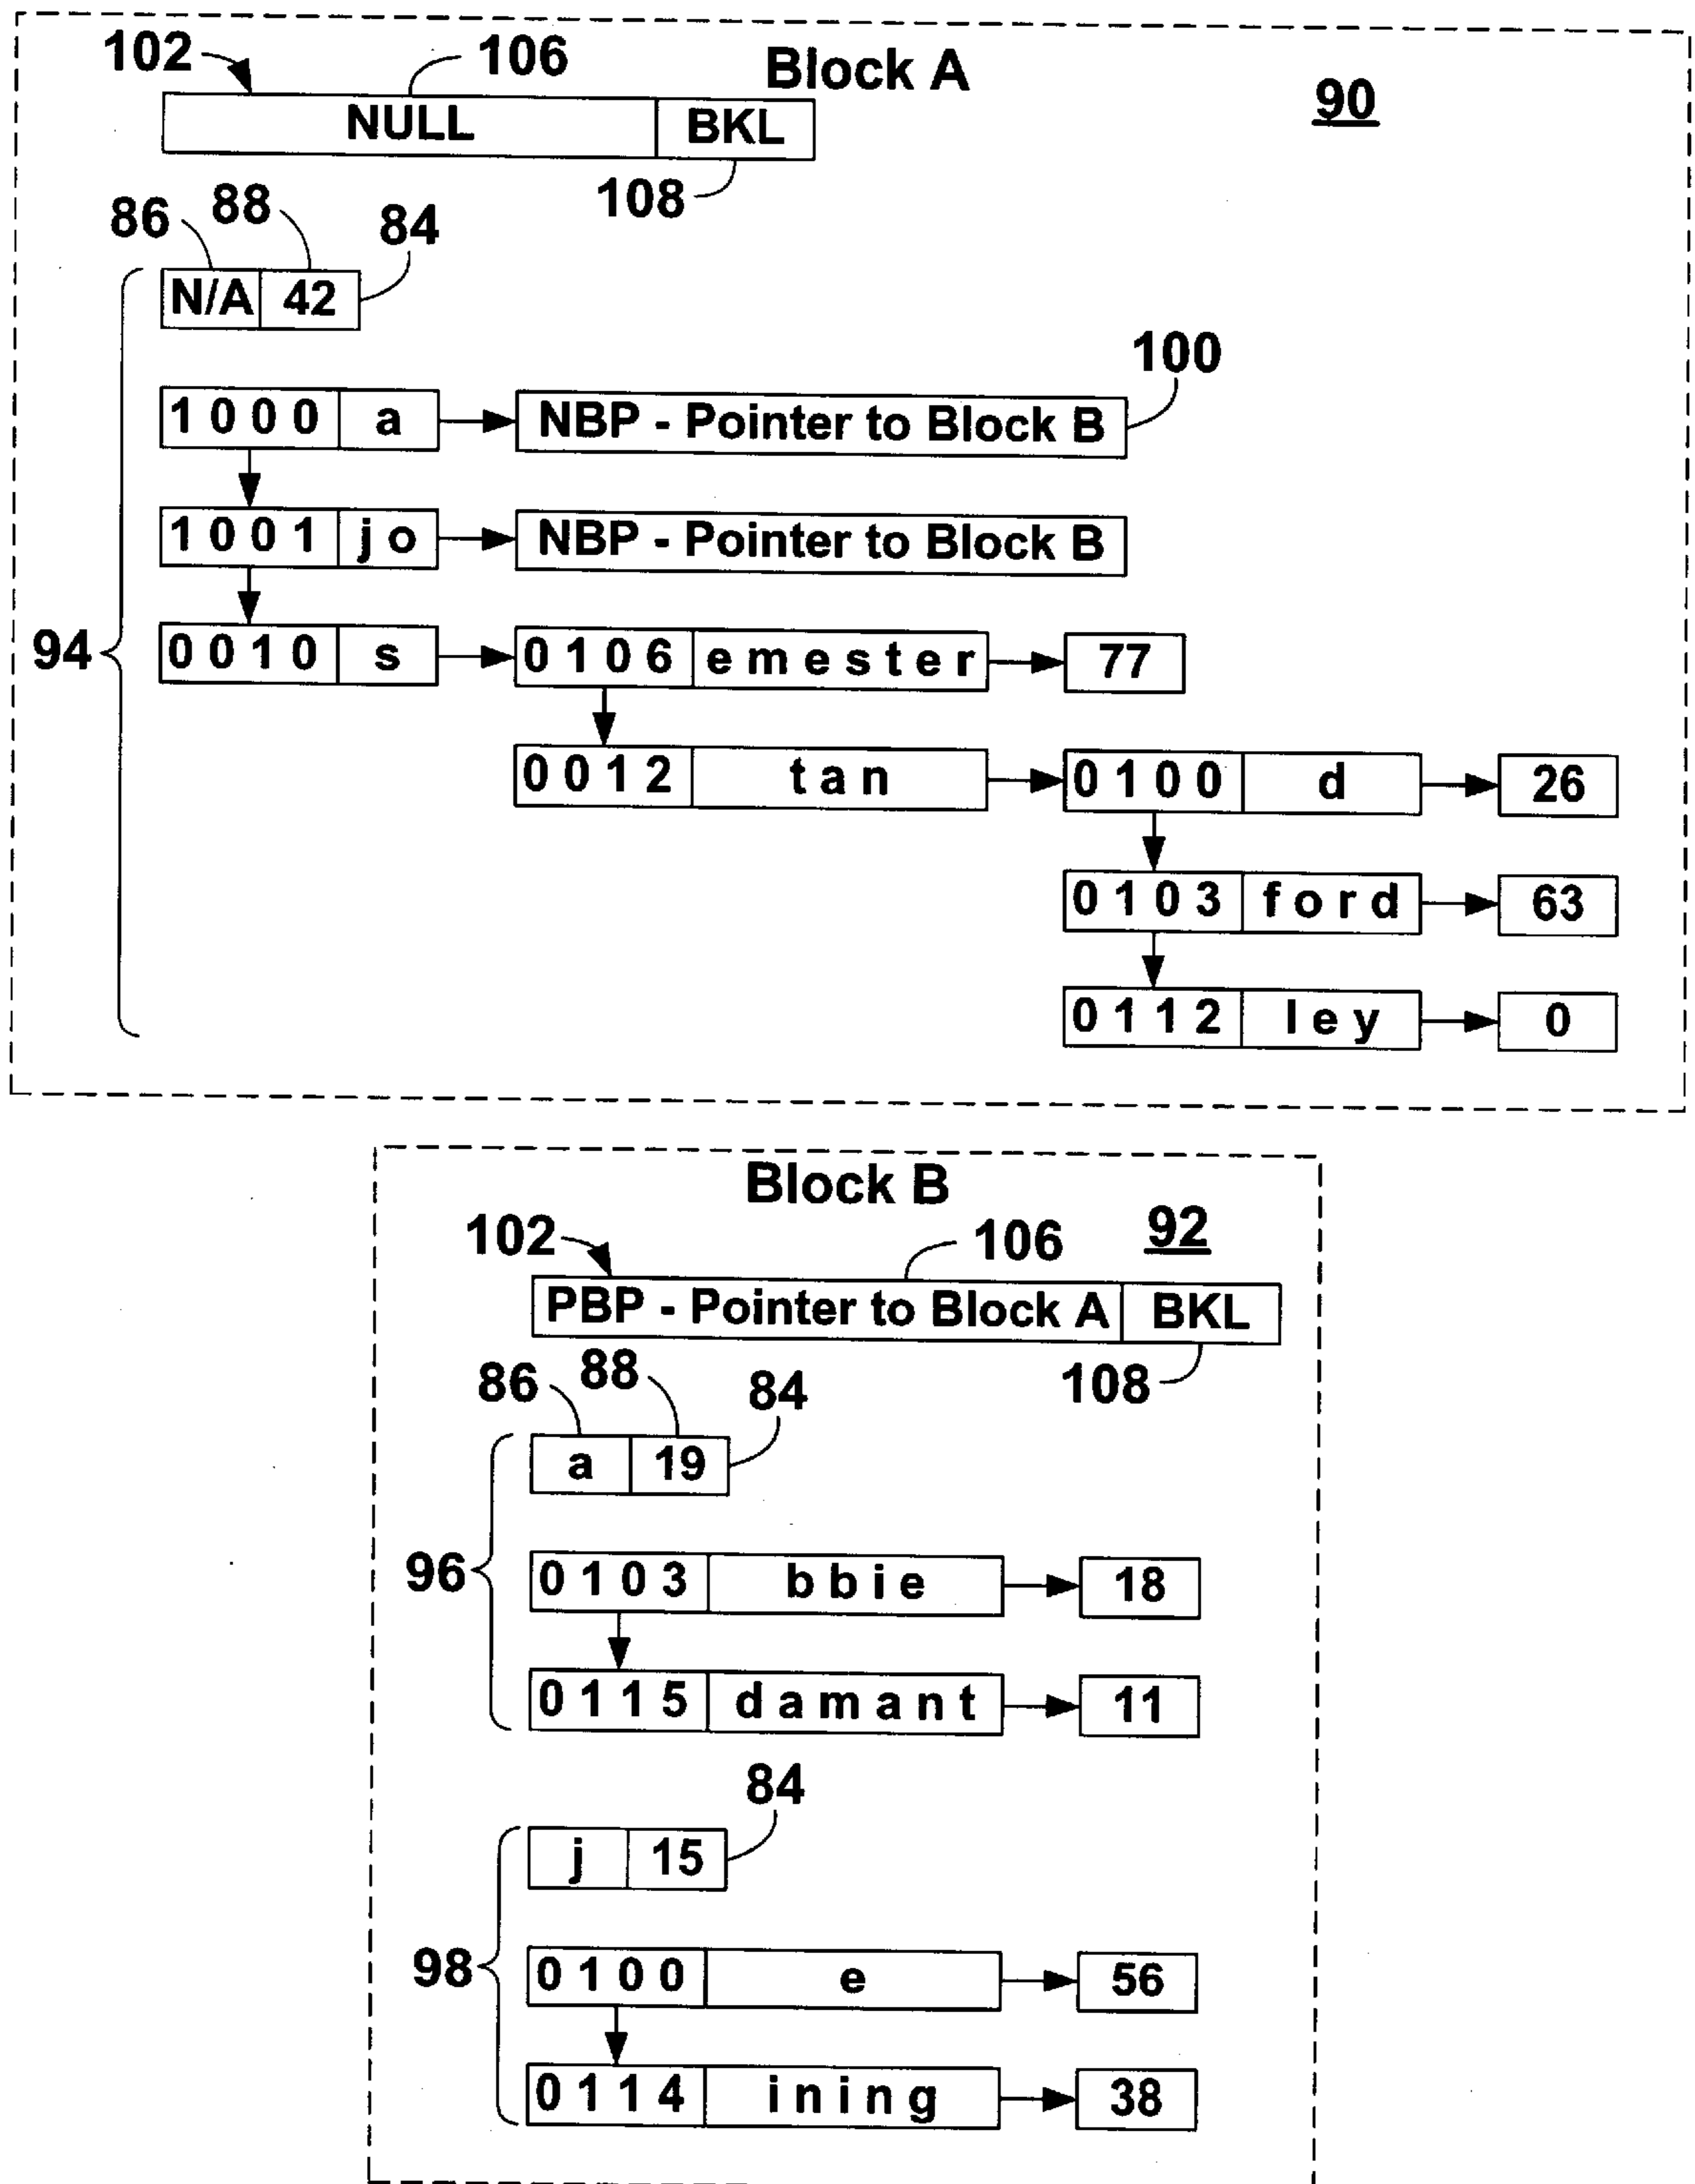 102 106 Block A 90
NULL BKL
108
86 88 84
N/A 42
100
1 0 0 0 a NBP - Pointer to Block B
1 0 0 1 j o NBP - Pointer to Block B
94 0 0 1 0 s 0 1 0 6 e m e s t e r 77
0 0 1 2 t a n 0 1 0 0 d 26
0 1 0 3 f o r d 63
0 1 1 2 l e y 0
Block B
102 106 92
PBP - Pointer to Block A BKL
86 88 84 108
a 19
96 0 1 0 3 b b i e 18
0 1 1 5 d a m a n t 11
84
j 15
98 0 1 0 0 e 56
0 1 1 4 i n i n g 38